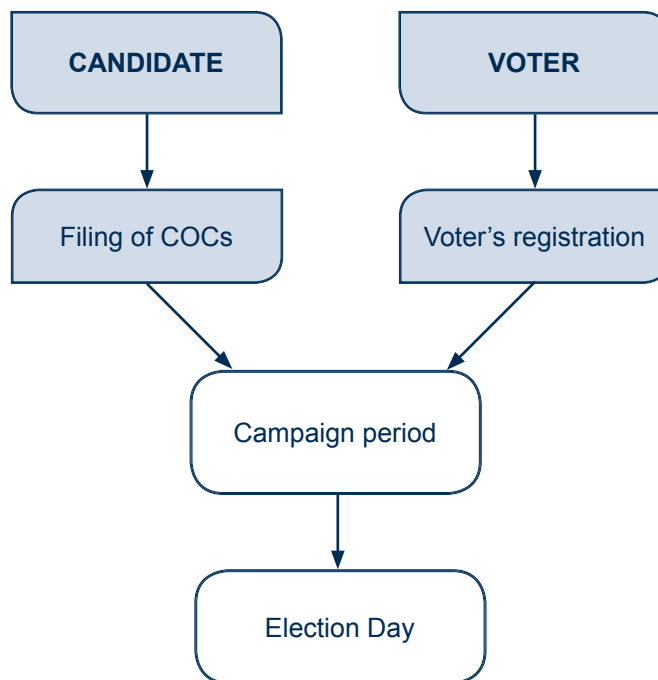 CANDIDATE
VOTER
Filing of COCs
Voter’s registration
Campaign period
Election Day